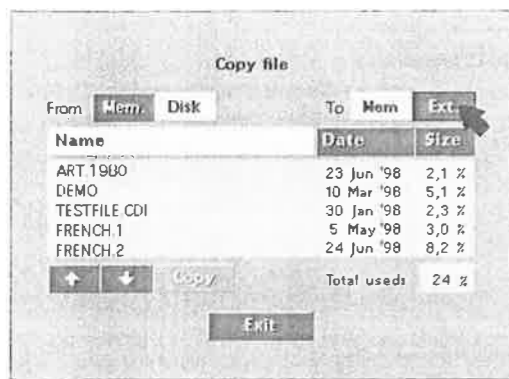 Copy file
From Mem. Disk To Mem Ext.
Name Date Size
ART.1980 23 Jun '98 2,1 %
DEMO 10 Mar '98 5,1 %
TESTFILE.CDI 30 Jan '98 2,3 %
FRENCH.1 5 May '98 3,0 %
FRENCH.2 24 Jun '98 8,2 %
Copy Total used: 24 %
Exit